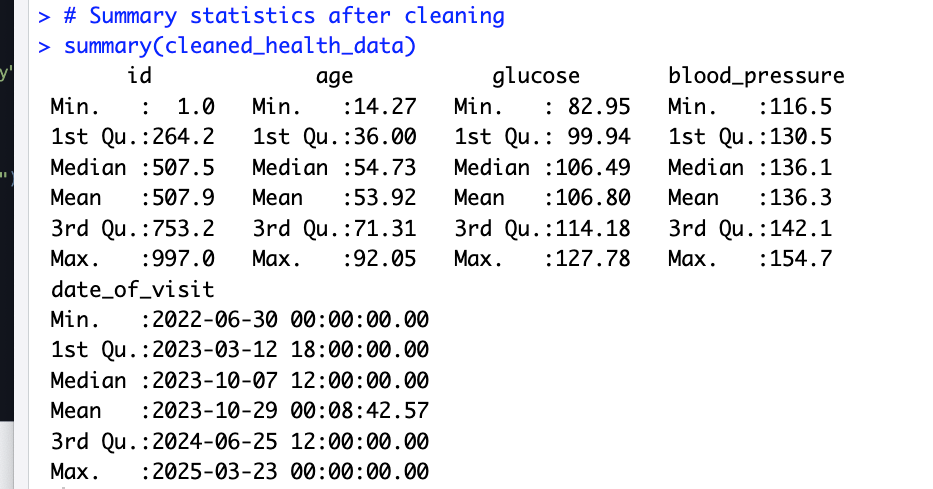 > # Summary statistics after cleaning
> summary(cleaned_health_data)
id age glucose blood_pressure
Min. : 1.0 Min. :14.27 Min. : 82.95 Min. :116.5
1st Qu.:264.2 1st Qu.:36.00 1st Qu.: 99.94 1st Qu.:130.5
Median :507.5 Median :54.73 Median :106.49 Median :136.1
Mean :507.9 Mean :53.92 Mean :106.80 Mean :136.3
3rd Qu.:753.2 3rd Qu.:71.31 3rd Qu.:114.18 3rd Qu.:142.1
Max. :997.0 Max. :92.05 Max. :127.78 Max. :154.7
date_of_visit
Min. :2022-06-30 00:00:00.00
1st Qu.:2023-03-12 18:00:00.00
Median :2023-10-07 12:00:00.00
Mean :2023-10-29 00:08:42.57
3rd Qu.:2024-06-25 12:00:00.00
Max. :2025-03-23 00:00:00.00